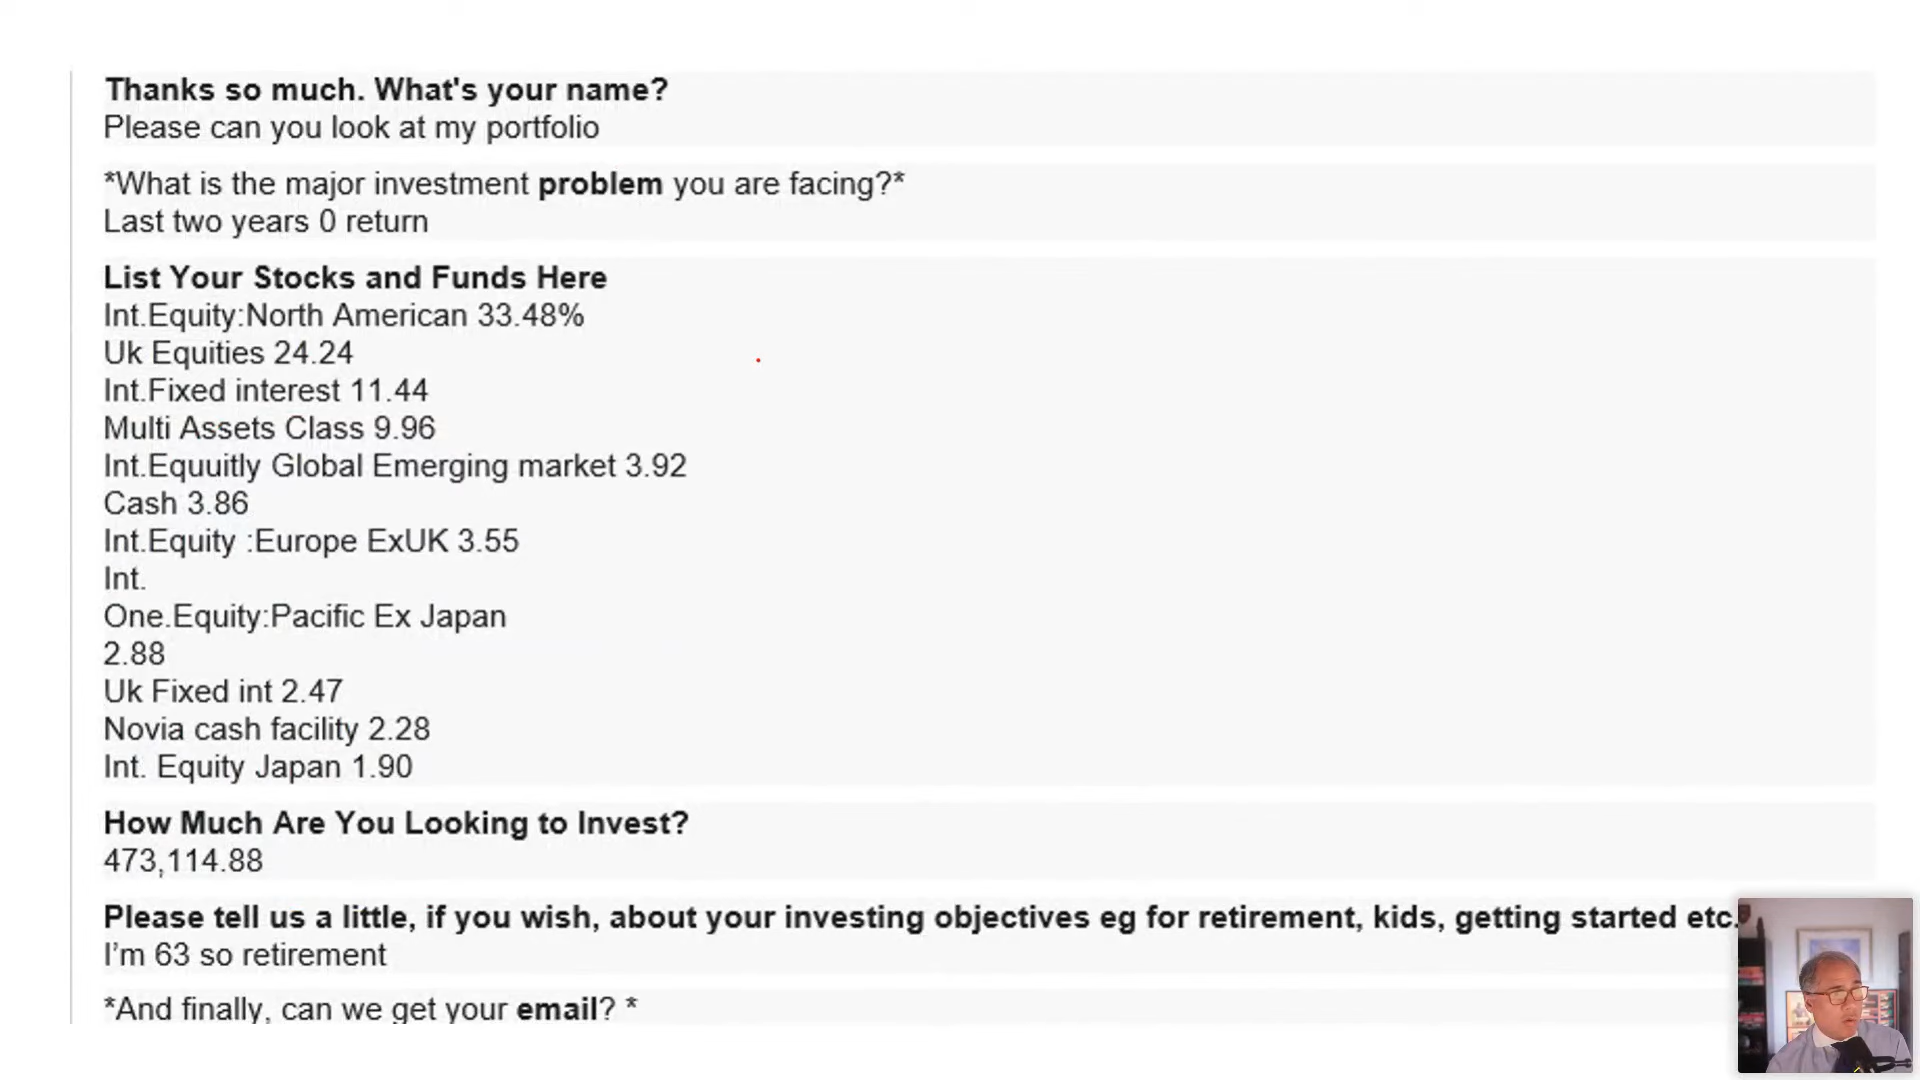 Thanks so much. What's your name?
Please can you look at my portfolio
*What is the major investment problem you are facing?*
Last two years 0 return
List Your Stocks and Funds Here
Int.Equity:North American 33.48%
Uk Equities 24.24
Int.Fixed interest 11.44
Multi Assets Class 9.96
Int.Equuitly Global Emerging market 3.92
Cash 3.86
Int.Equity :Europe ExUK 3.55
Int.
One.Equity:Pacific Ex Japan
2.88
Uk Fixed int 2.47
Novia cash facility 2.28
Int. Equity Japan 1.90
How Much Are You Looking to Invest?
473,114.88
Please tell us a little, if you wish, about your investing objectives eg for retirement, kids, getting started etc.
I'm 63 so retirement
*And finally, can we get your email? *